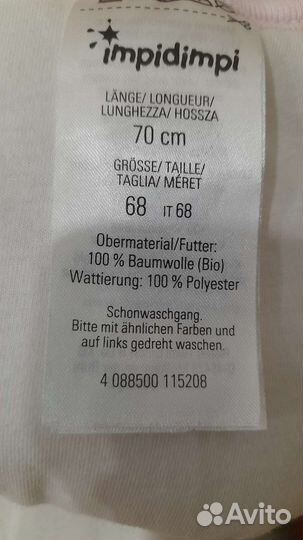 impidimpi
LÄNGE/ LONGUEUR/
LUNGHEZZA/ HOSSZA
70 cm
GRÖSSE/ TAILLE/
TAGLIA/ MÉRET
68 IT 68
Obermaterial/Futter:
100 % Baumwolle (Bio)
Wattierung: 100 % Polyester
Schonwaschgang.
Bitte mit ähnlichen Farben und
auf links gedreht waschen.
4 088500 115208
Avito